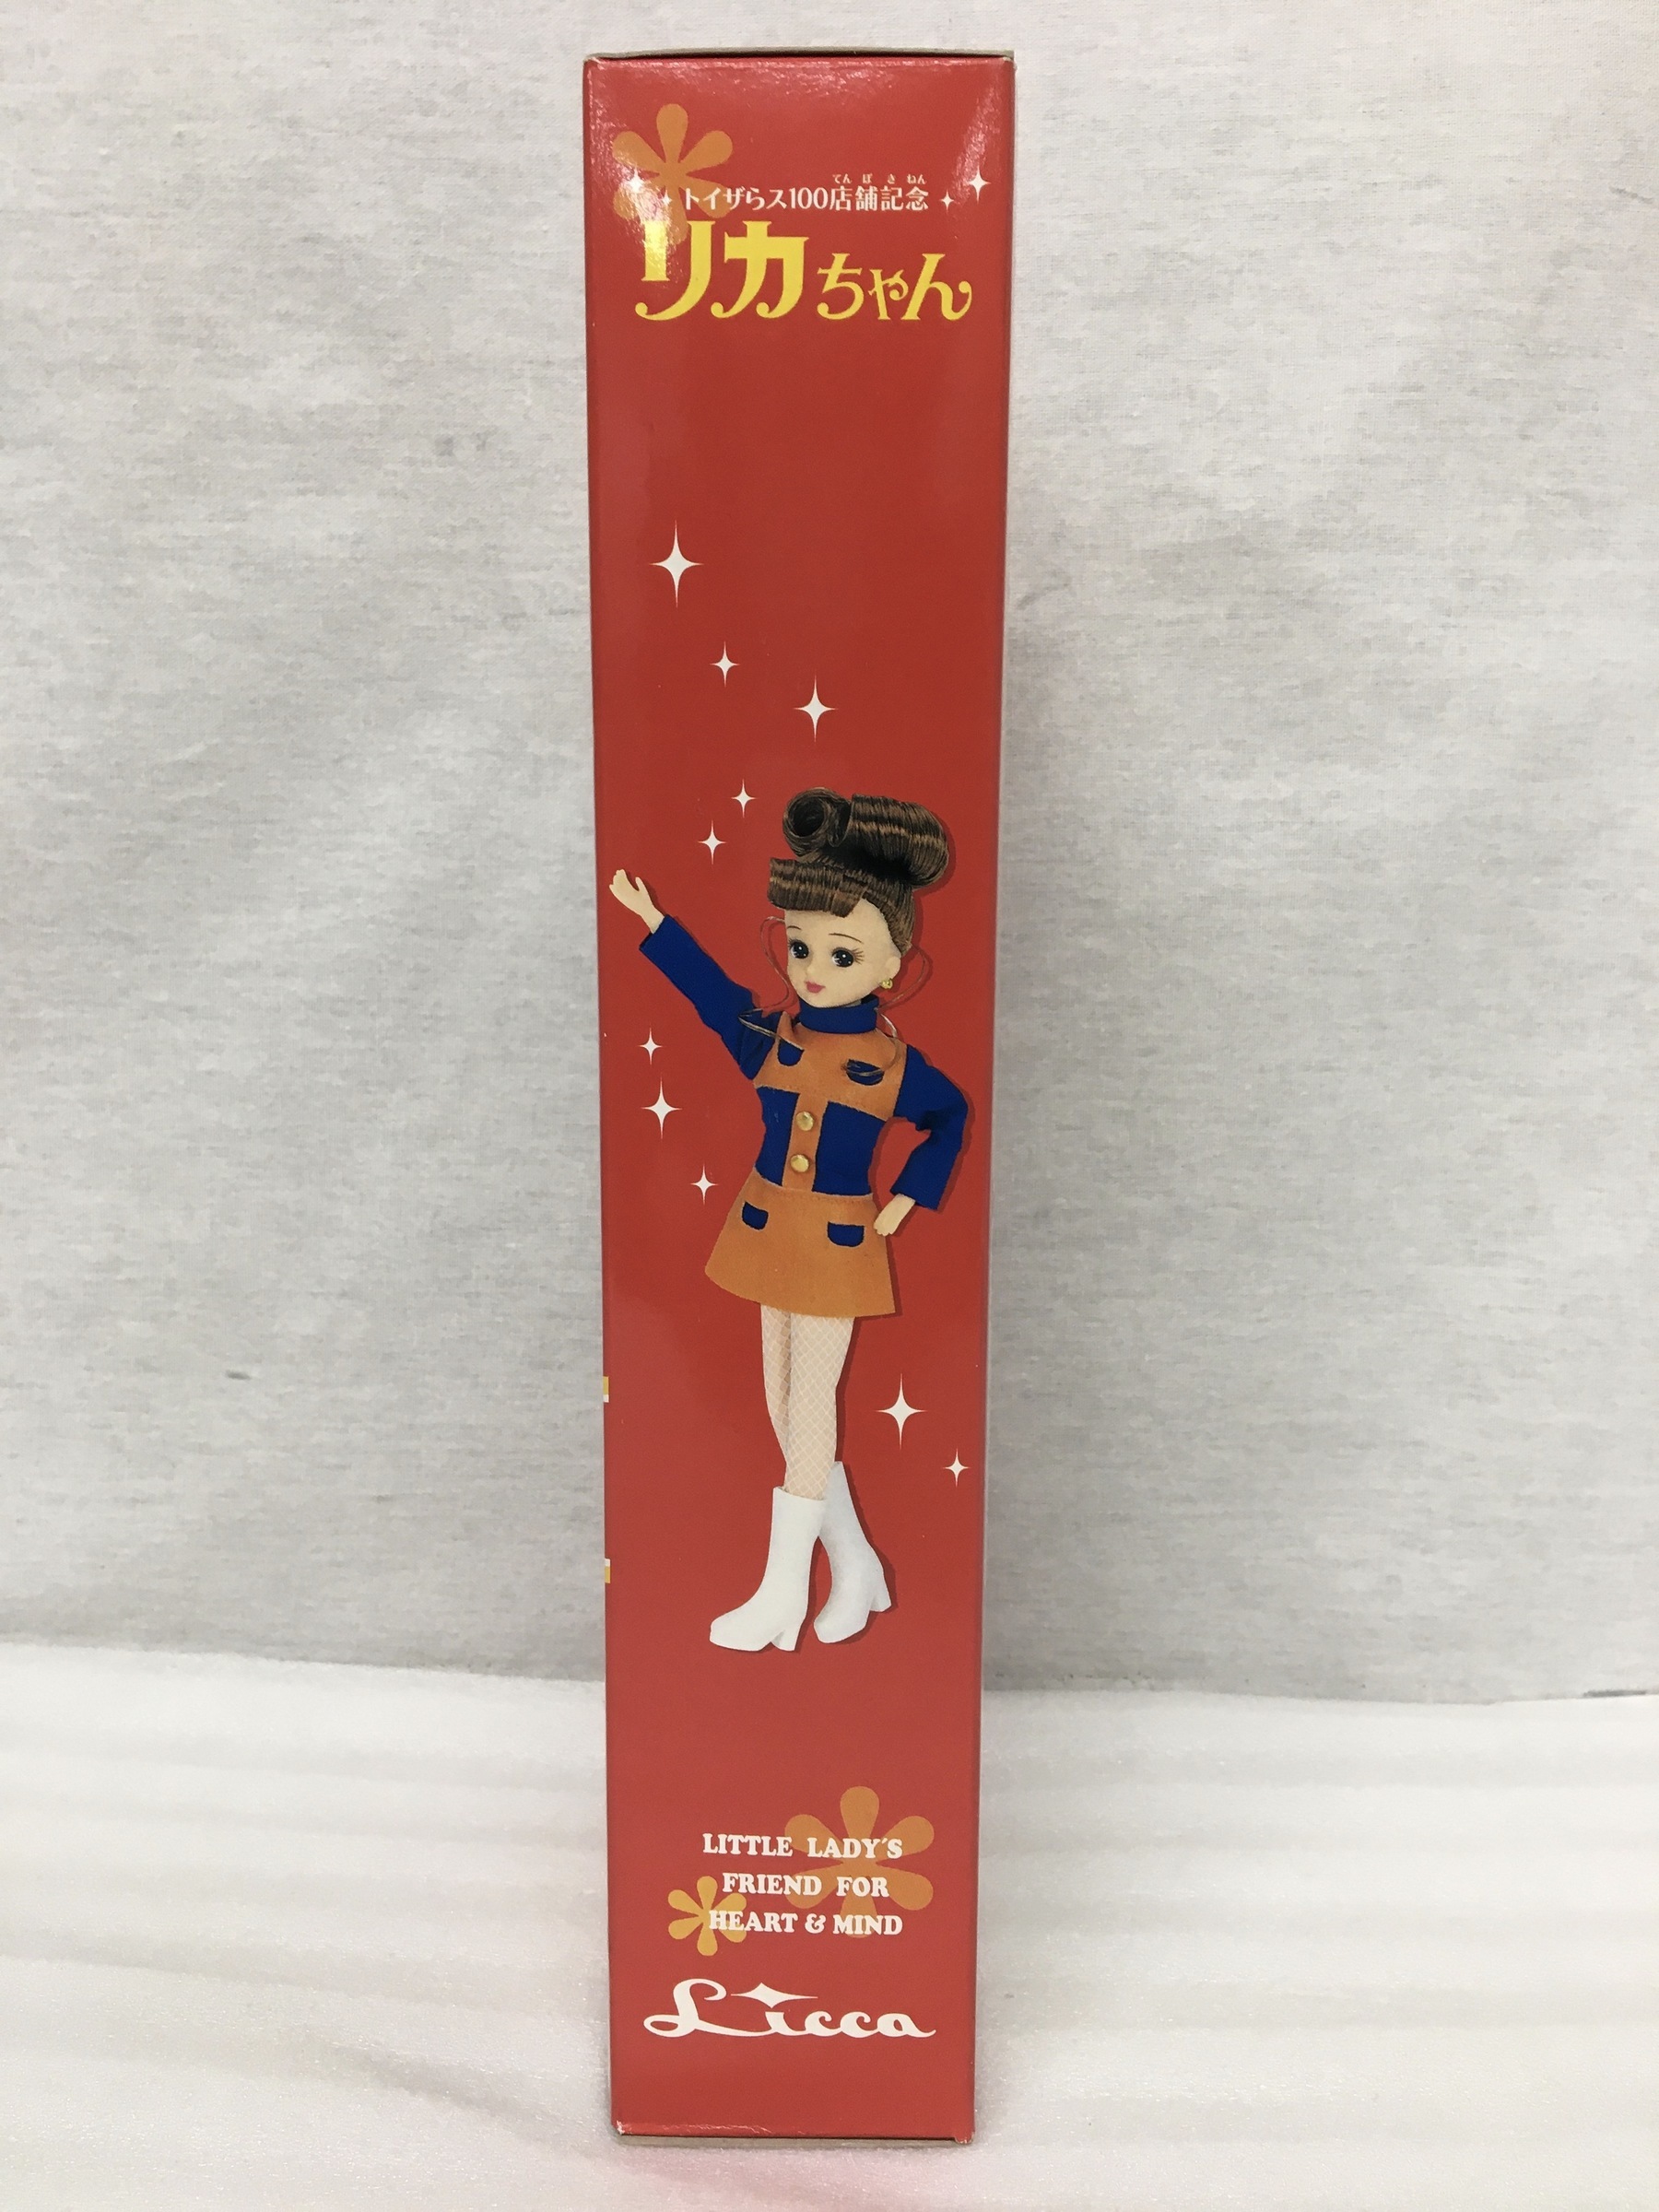 てんぽきねん
トイザらス100店舗記念
リカちゃん
LITTLE LADY'S
FRIEND FOR
HEART & MIND
Licca